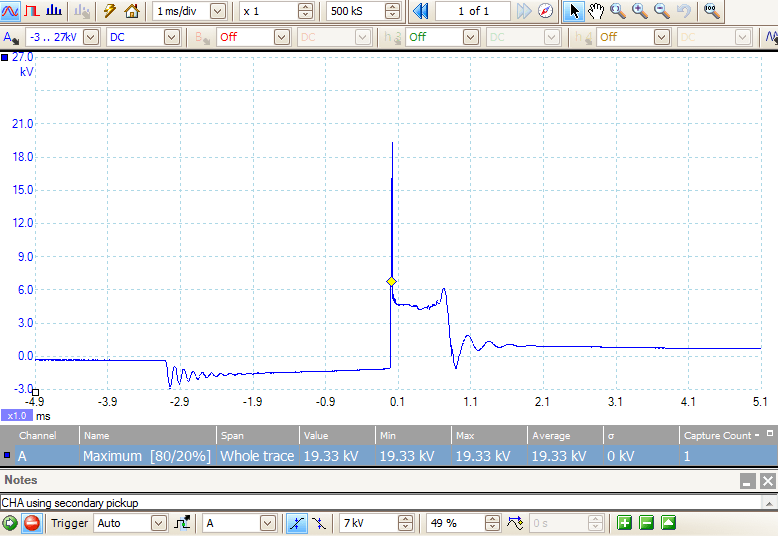 1 ms/div x 1 500 kS 1 of 1
A -3 .. 27kV DC B Off DC Off DC Off DC
27.0
kV
21.0
18.0
15.0
12.0
9.0
6.0
3.0
0.0
-3.0
-4.9 -3.9 -2.9 -1.9 -0.9 0.1 1.1 2.1 3.1 4.1 5.1
x1.0 ms
Channel Name Span Value Min Max Average σ Capture Count
A Maximum [80/20%] Whole trace 19.33 kV 19.33 kV 19.33 kV 19.33 kV 0 kV 1
Notes
CHA using secondary pickup
Trigger Auto A 7 kV 49 % 0 s